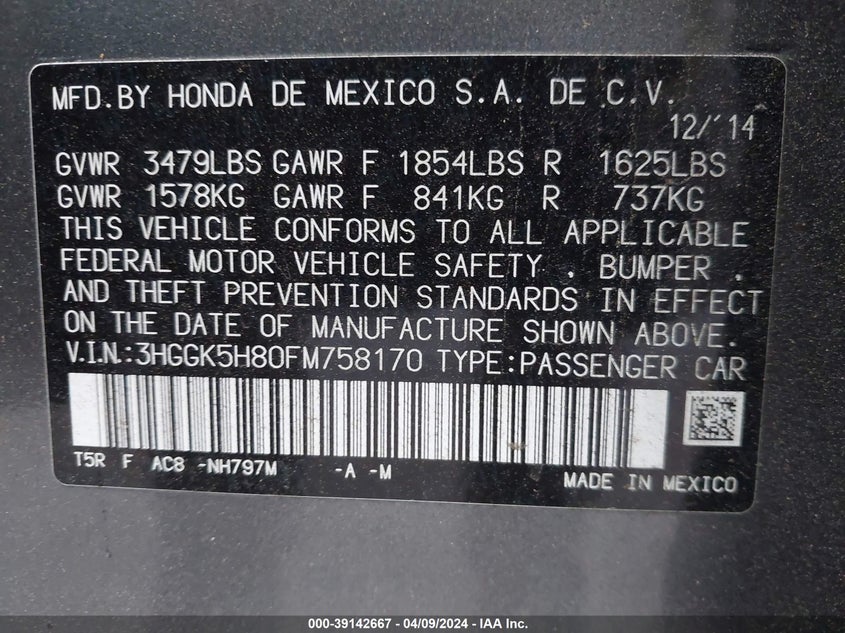 MFD.BY HONDA DE MEXICO S.A. DE C.V.
12/'14
GVWR 3479LBS GAWR F 1854LBS R 1625LBS
GVWR 1578KG GAWR F 841KG R 737KG
THIS VEHICLE CONFORMS TO ALL APPLICABLE
FEDERAL MOTOR VEHICLE SAFETY . BUMPER .
AND THEFT PREVENTION STANDARDS IN EFFECT
ON THE DATE OF MANUFACTURE SHOWN ABOVE.
V.I.N.:3HGGK5H80FM758170 TYPE:PASSENGER CAR
T5R F AC8 -NH797M -A -M
MADE IN MEXICO
000-39142667 - 04/09/2024 - IAA Inc.